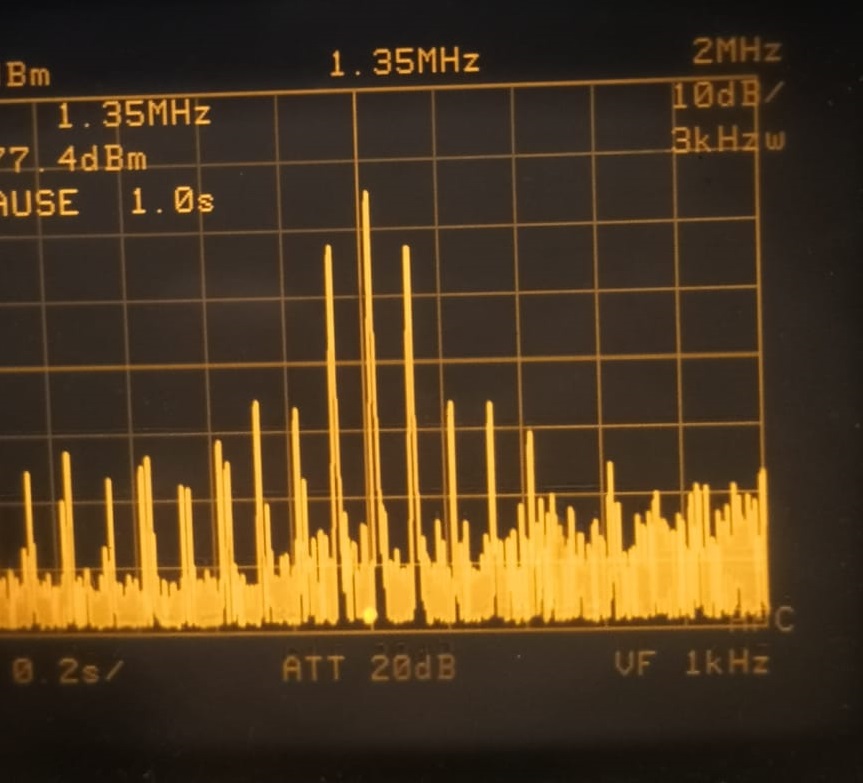 Bm 1.35MHz 2MHz
1.35MHz 10dB/
77.4dBm 3kHz w
AUSE 1.0s
0.2s/ ATT 20dB VF 1kHz